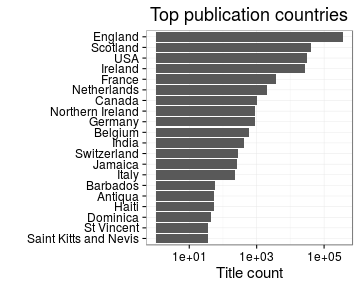 Top publication countries
England
Scotland
USA
Ireland
France
Netherlands
Canada
Northern Ireland
Germany
Belgium
India
Switzerland
Jamaica
Italy
Barbados
Antigua
Haiti
Dominica
St Vincent
Saint Kitts and Nevis
1e+01 1e+03 1e+05
Title count